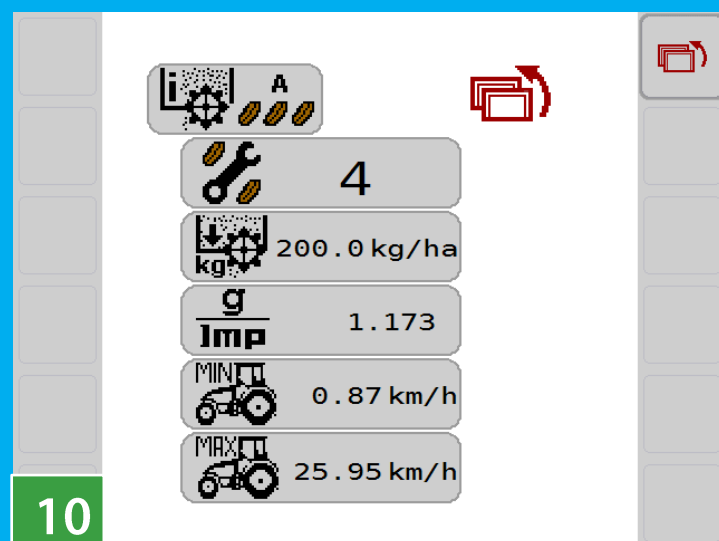 i A
4
kg 200.0 kg/ha
g
Imp 1.173
MIN 0.87 km/h
MAX 25.95 km/h
10